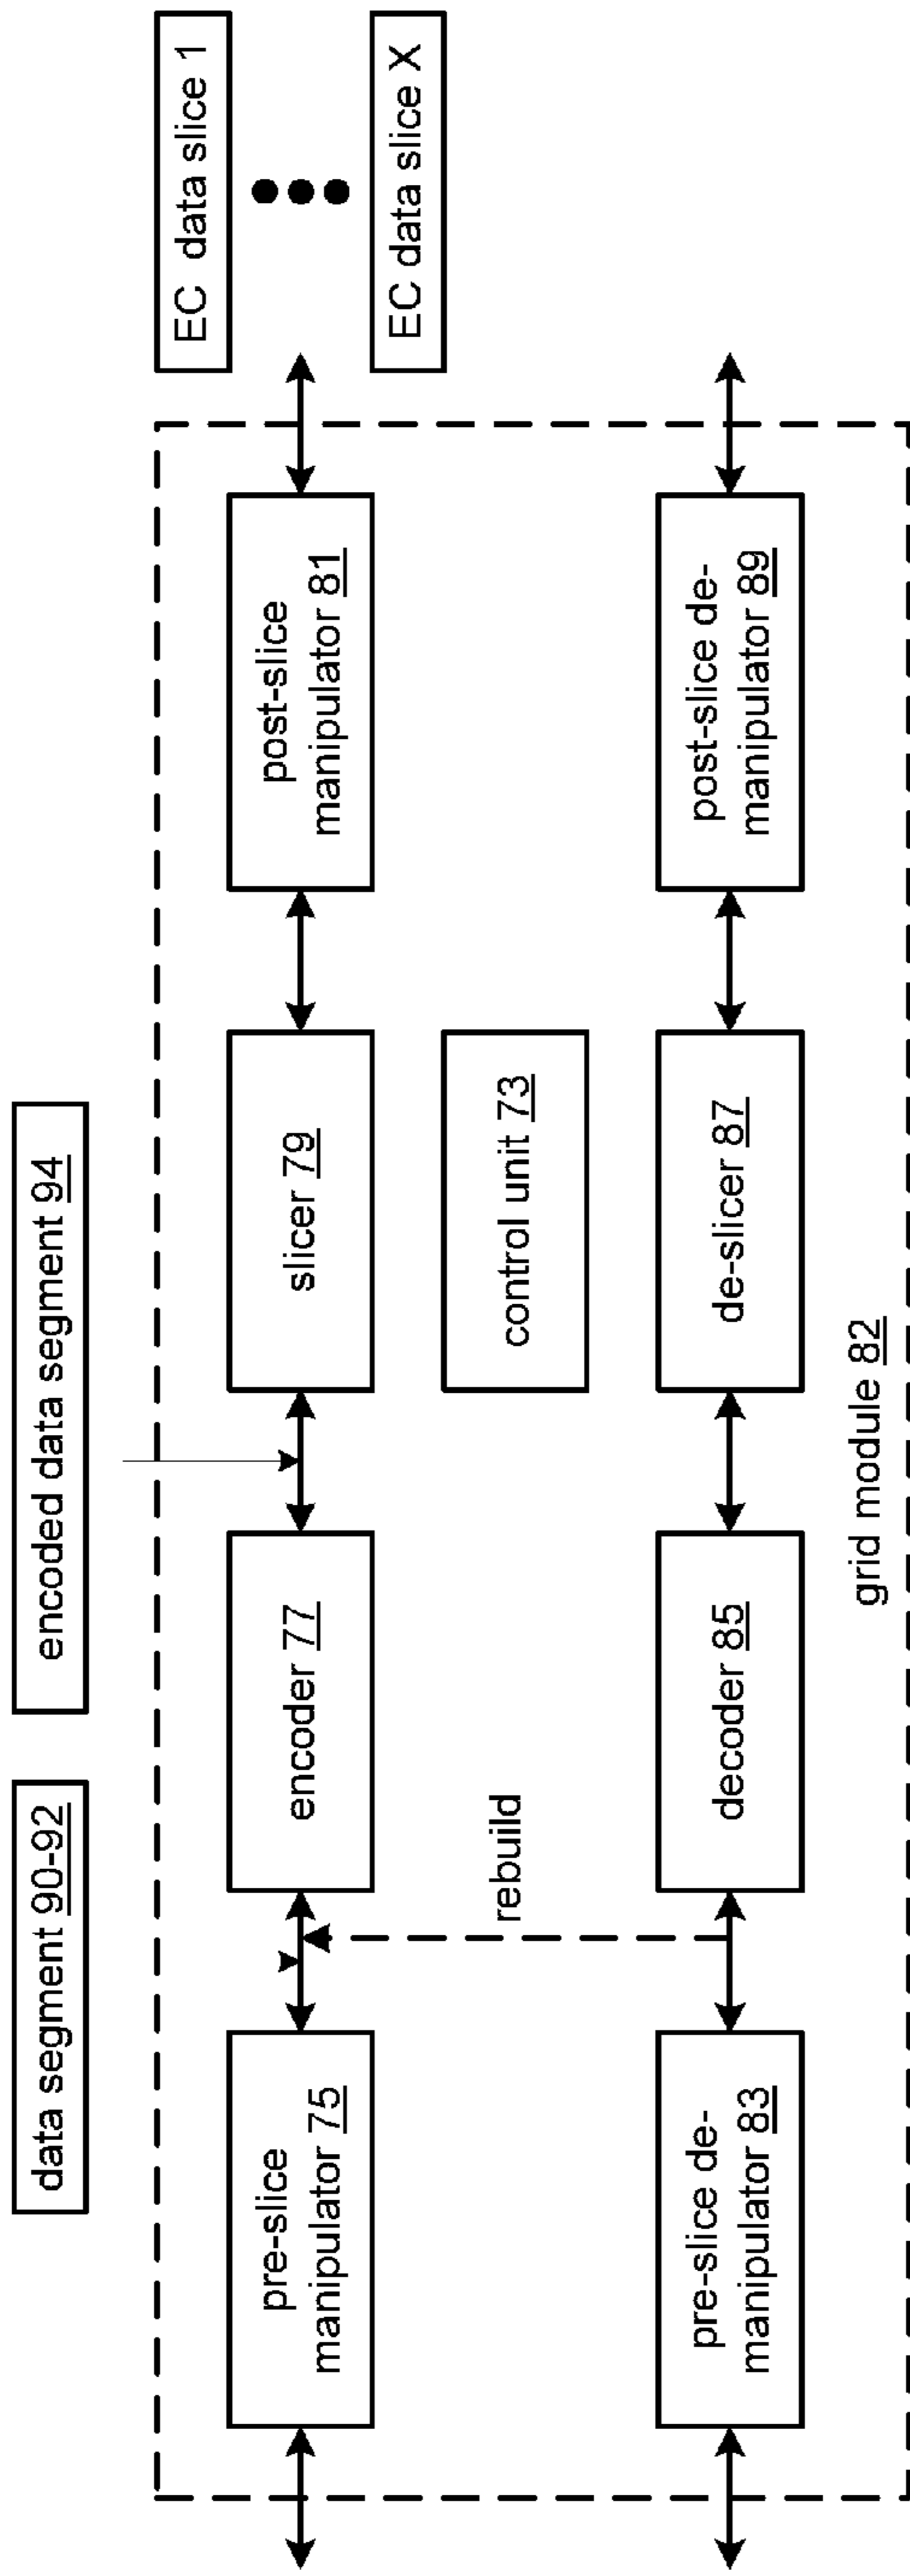 data segment 90-92
encoded data segment 94
EC data slice 1
EC data slice X
pre-slice
manipulator 75
encoder 77
slicer 79
post-slice
manipulator 81
rebuild
control unit 73
pre-slice de-
manipulator 83
decoder 85
de-slicer 87
post-slice de-
manipulator 89
grid module 82